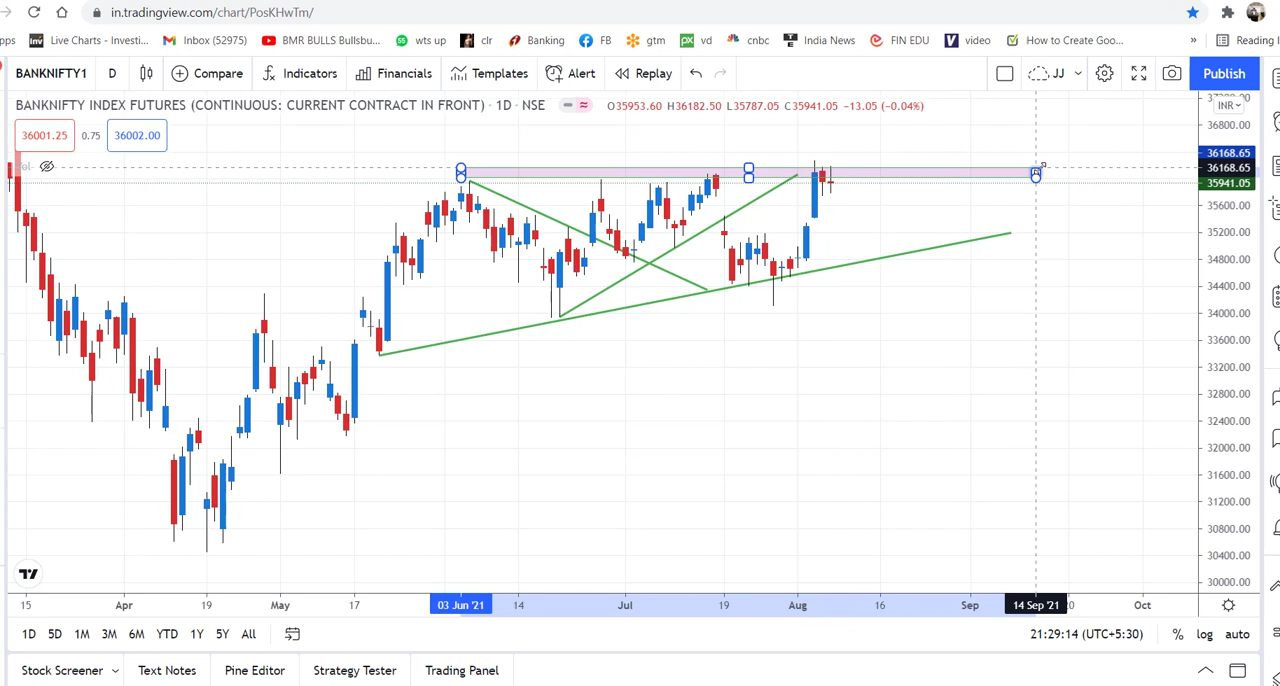 in.tradingview.com/chart/PosKHwTm/
pps Live Charts - Investi... Inbox (52975) BMR BULLS Bullsbu... wts up clr Banking FB gtm vd cnbc India News FIN EDU video How to Create Goo... » Reading l
BANKNIFTY1 D Compare Indicators Financials Templates Alert Replay JJ Publish
BANKNIFTY INDEX FUTURES (CONTINUOUS: CURRENT CONTRACT IN FRONT) · 1D · NSE O35953.60 H36182.50 L35787.05 C35941.05 −13.05 (−0.04%)
INR
36001.25 0.75 36002.00
36800.00
36168.65
36168.65
35941.05
35600.00
35200.00
34800.00
34400.00
34000.00
33600.00
33200.00
32800.00
32400.00
32000.00
31600.00
31200.00
30800.00
30400.00
30000.00
15 Apr 19 May 17 03 Jun '21 14 Jul 19 Aug 16 Sep 14 Sep '21 20 Oct
1D 5D 1M 3M 6M YTD 1Y 5Y All 21:29:14 (UTC+5:30) % log auto
Stock Screener Text Notes Pine Editor Strategy Tester Trading Panel